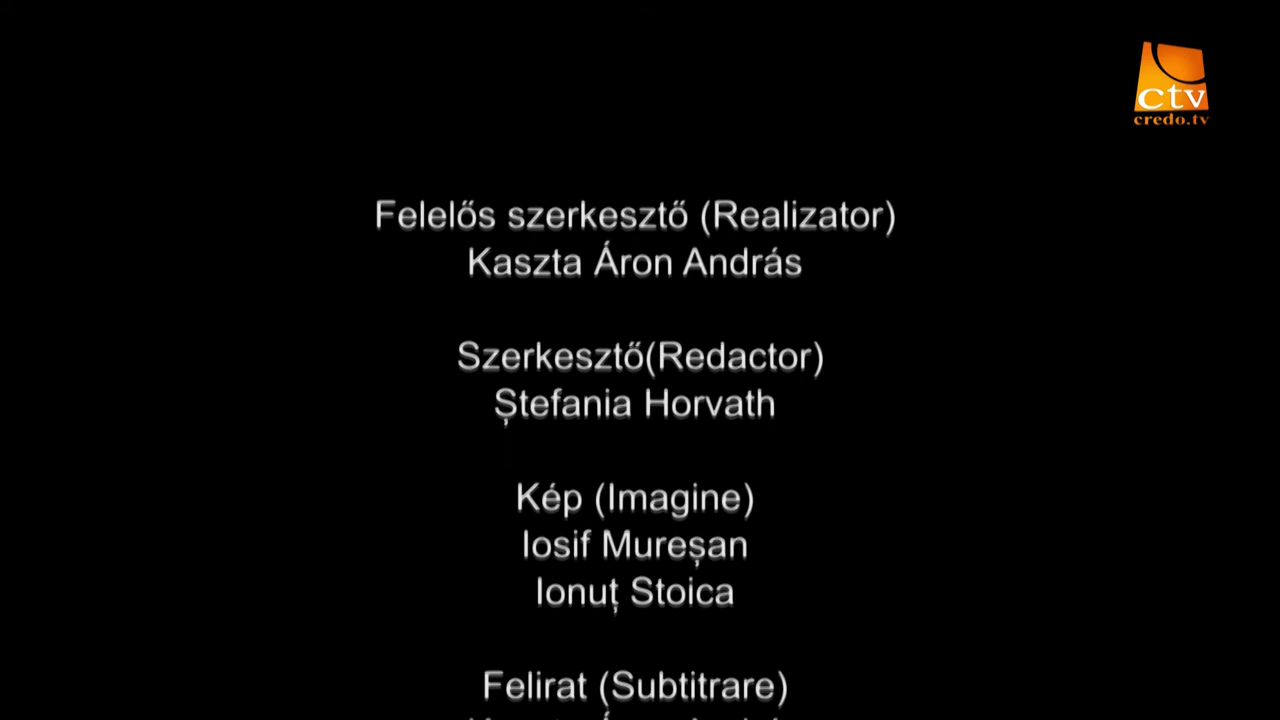 ctv
credo.tv
Felelős szerkesztő (Realizator)
Kaszta Áron András
Szerkesztő(Redactor)
Ștefania Horvath
Kép (Imagine)
Iosif Mureșan
Ionuț Stoica
Felirat (Subtitrare)